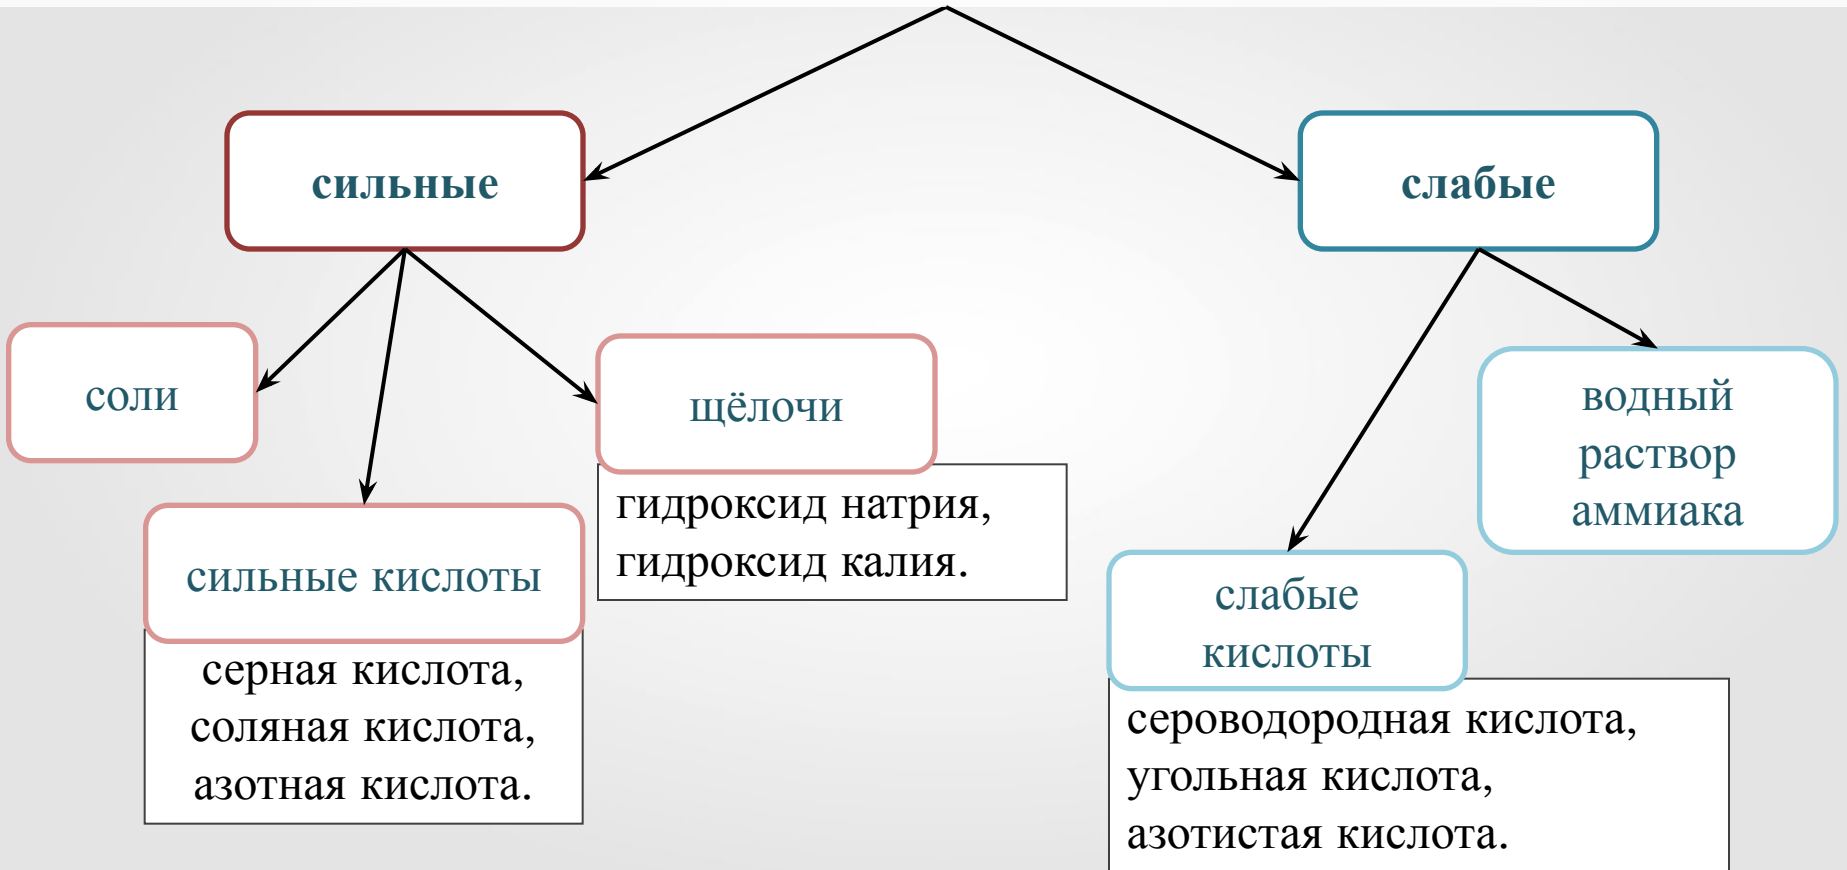 сильные
слабые
соли
щёлочи
гидроксид натрия,
гидроксид калия.
сильные кислоты
серная кислота,
соляная кислота,
азотная кислота.
водный
раствор
аммиака
слабые
кислоты
сероводородная кислота,
угольная кислота,
азотистая кислота.